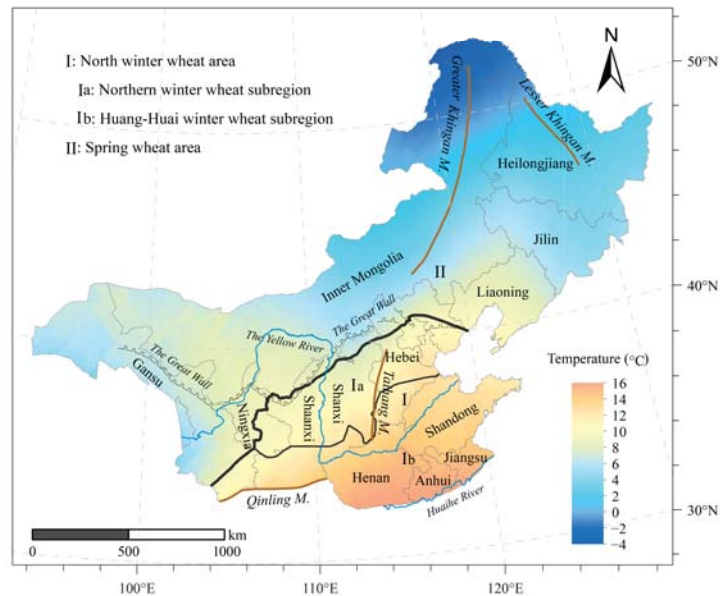 I: North winter wheat area
Ia: Northern winter wheat subregion
Ib: Huang-Huai winter wheat subregion
II: Spring wheat area
N
50°N
40°N
30°N
Greater Khingan M.
Lesser Khingan M.
Heilongjiang
Jilin
Inner Mongolia
II
Liaoning
The Great Wall
The Yellow River
The Great Wall
Gansu
Hebei
Ningxia
Shaanxi
Shanxi
Ia
Taihang M.
I
Shandong
Ib
Jiangsu
Henan
Anhui
Huaihe River
Qinling M.
Temperature (°C)
16
14
12
10
8
6
4
2
0
−2
−4
km
0
500
1000
100°E
110°E
120°E